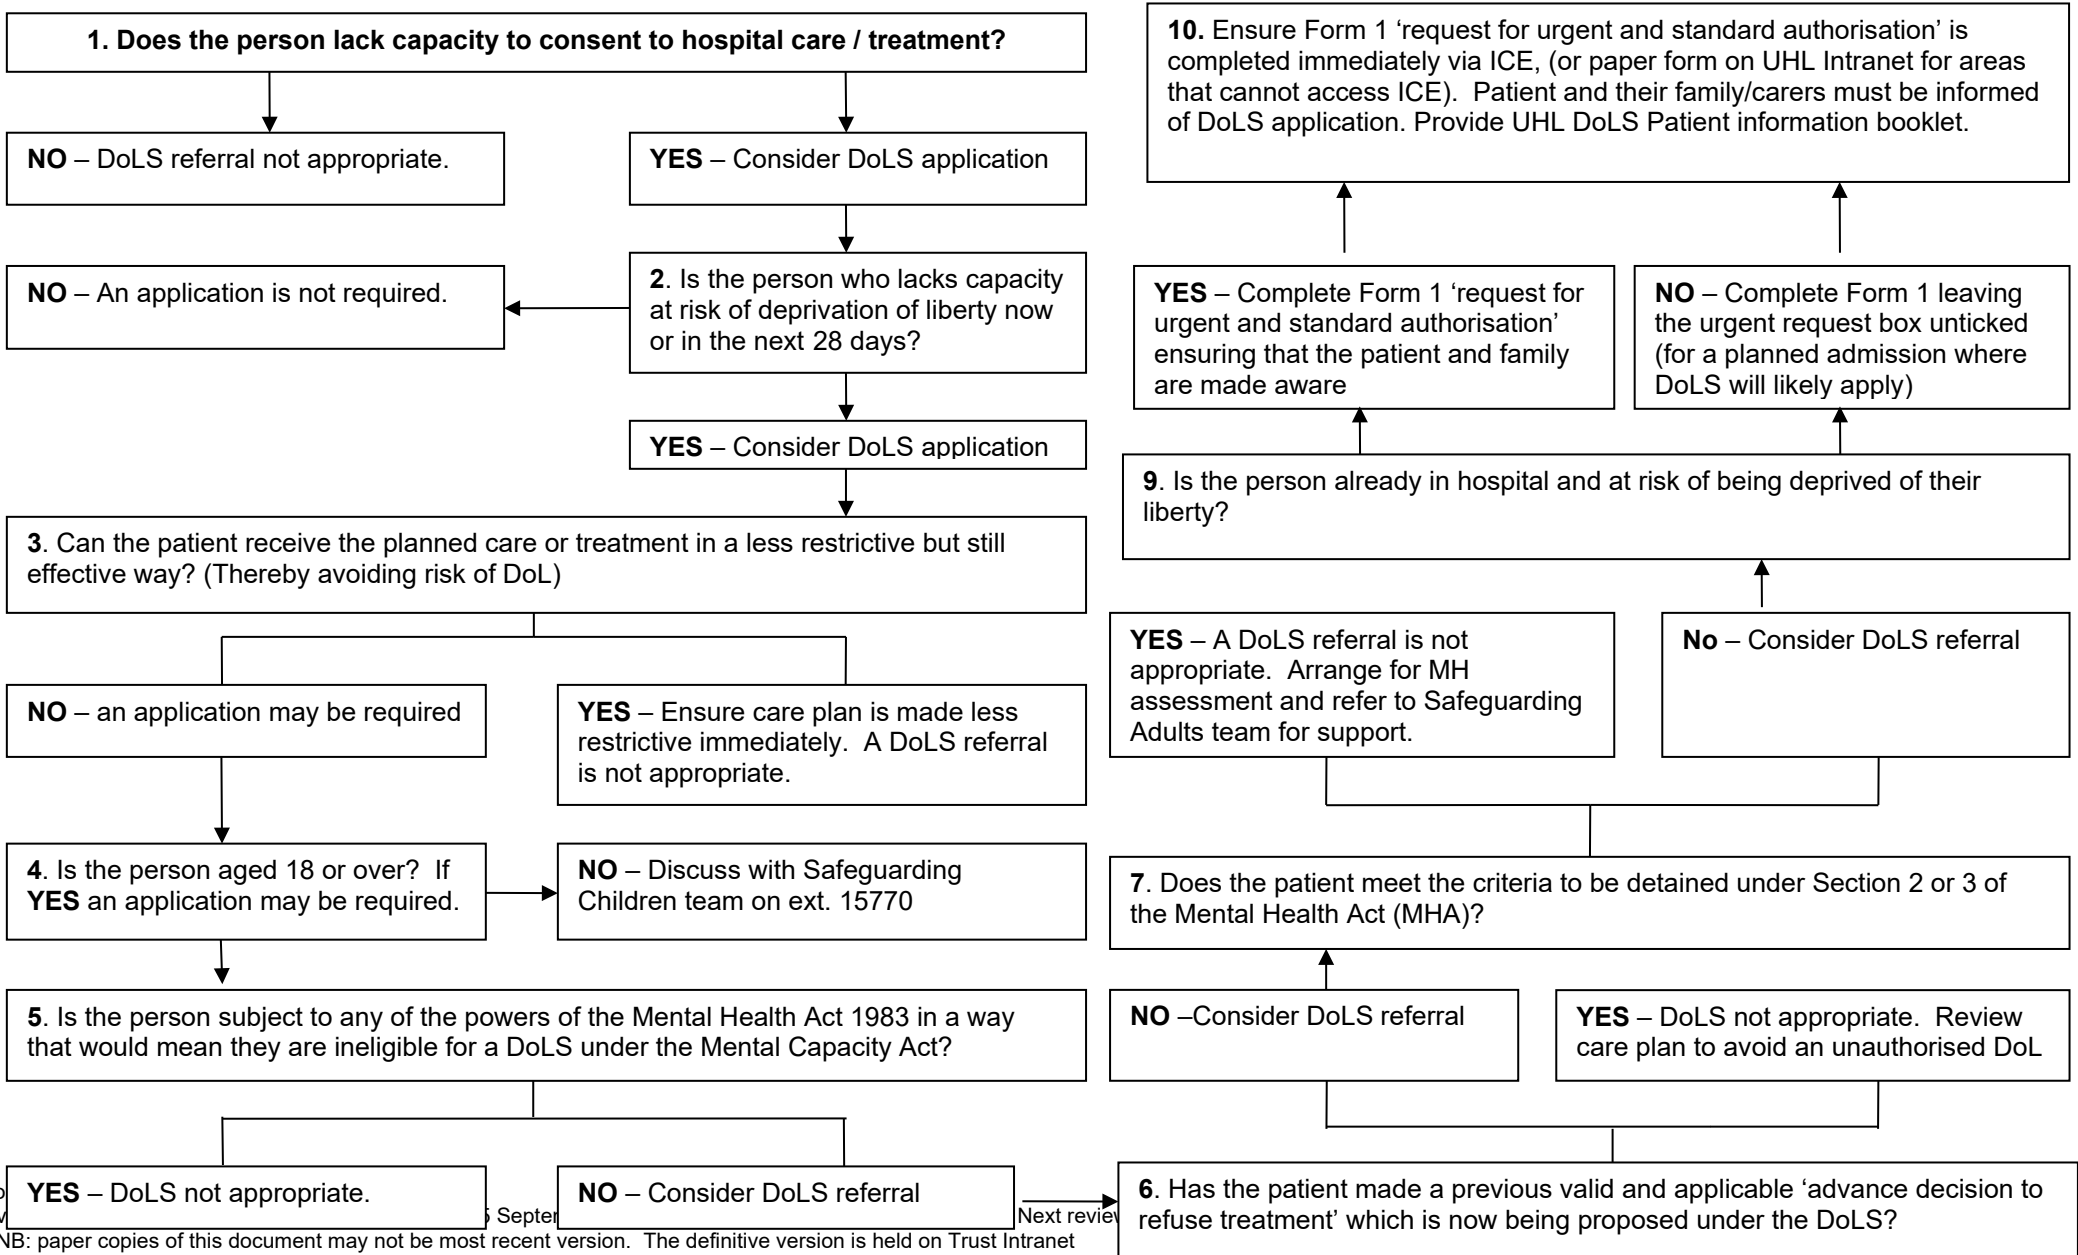 1. Does the person lack capacity to consent to hospital care / treatment?
NO – DoLS referral not appropriate.
YES – Consider DoLS application
NO – An application is not required.
2. Is the person who lacks capacity
at risk of deprivation of liberty now
or in the next 28 days?
YES – Consider DoLS application
3. Can the patient receive the planned care or treatment in a less restrictive but still
effective way? (Thereby avoiding risk of DoL)
NO – an application may be required
YES – Ensure care plan is made less
restrictive immediately.  A DoLS referral
is not appropriate.
4. Is the person aged 18 or over?  If
YES an application may be required.
NO – Discuss with Safeguarding
Children team on ext. 15770
5. Is the person subject to any of the powers of the Mental Health Act 1983 in a way
that would mean they are ineligible for a DoLS under the Mental Capacity Act?
YES – DoLS not appropriate.
NO – Consider DoLS referral
6. Has the patient made a previous valid and applicable ‘advance decision to
refuse treatment’ which is now being proposed under the DoLS?
NO –Consider DoLS referral
YES – DoLS not appropriate.  Review
care plan to avoid an unauthorised DoL
7. Does the patient meet the criteria to be detained under Section 2 or 3 of
the Mental Health Act (MHA)?
YES – A DoLS referral is not
appropriate.  Arrange for MH
assessment and refer to Safeguarding
Adults team for support.
No – Consider DoLS referral
9. Is the person already in hospital and at risk of being deprived of their
liberty?
YES – Complete Form 1 ‘request for
urgent and standard authorisation’
ensuring that the patient and family
are made aware
NO – Complete Form 1 leaving
the urgent request box unticked
(for a planned admission where
DoLS will likely apply)
10. Ensure Form 1 ‘request for urgent and standard authorisation’ is
completed immediately via ICE, (or paper form on UHL Intranet for areas
that cannot access ICE).  Patient and their family/carers must be informed
of DoLS application. Provide UHL DoLS Patient information booklet.
Next review
NB: paper copies of this document may not be most recent version.  The definitive version is held on Trust Intranet